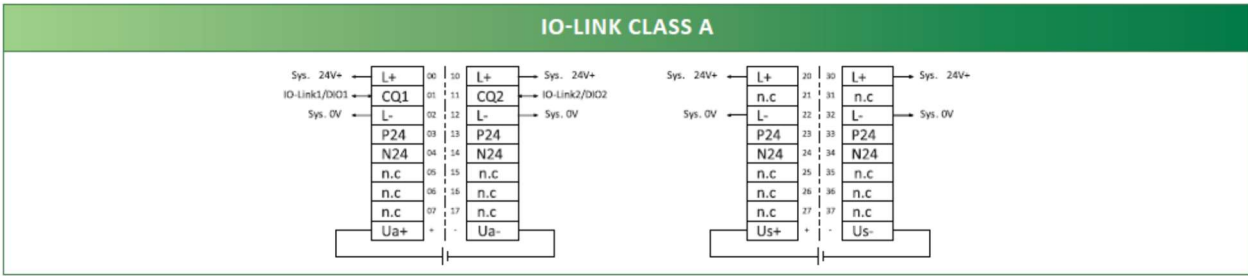 IO-LINK CLASS A
Sys. 24V+ L+ 00 10 L+ Sys. 24V+ Sys. 24V+ L+ 20 30 L+ Sys. 24V+
IO-Link1/DIO1 CQ1 01 11 CQ2 IO-Link2/DIO2 n.c 21 31 n.c
Sys. 0V L- 02 12 L- Sys. 0V Sys. 0V L- 22 32 L- Sys. 0V
P24 03 13 P24 P24 23 33 P24
N24 04 14 N24 N24 24 34 N24
n.c 05 15 n.c n.c 25 35 n.c
n.c 06 16 n.c n.c 26 36 n.c
n.c 07 17 n.c n.c 27 37 n.c
Ua+ + - Ua- Us+ + - Us-